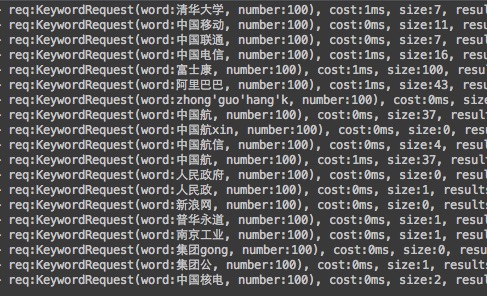 req:KeywordRequest(word:清华大学, number:100), cost:1ms, size:7, resul
req:KeywordRequest(word:中国移动, number:100), cost:0ms, size:11, resu
req:KeywordRequest(word:中国联通, number:100), cost:0ms, size:7, resul
req:KeywordRequest(word:中国电信, number:100), cost:1ms, size:16, resu
req:KeywordRequest(word:富士康, number:100), cost:1ms, size:100, resul
req:KeywordRequest(word:阿里巴巴, number:100), cost:1ms, size:43, resu
req:KeywordRequest(word:zhong'guo'hang'k, number:100), cost:0ms, size
req:KeywordRequest(word:中国航, number:100), cost:0ms, size:37, result
req:KeywordRequest(word:中国航xin, number:100), cost:0ms, size:0, resu
req:KeywordRequest(word:中国航信, number:100), cost:0ms, size:4, resul
req:KeywordRequest(word:中国航, number:100), cost:1ms, size:37, result
req:KeywordRequest(word:人民政府, number:100), cost:0ms, size:0, resul
req:KeywordRequest(word:人民政, number:100), cost:0ms, size:1, results
req:KeywordRequest(word:新浪网, number:100), cost:0ms, size:0, results
req:KeywordRequest(word:普华永道, number:100), cost:0ms, size:1, resul
req:KeywordRequest(word:南京工业, number:100), cost:0ms, size:1, resul
req:KeywordRequest(word:集团gong, number:100), cost:0ms, size:0, resul
req:KeywordRequest(word:集团公, number:100), cost:0ms, size:1, results
req:KeywordRequest(word:中国核电, number:100), cost:0ms, size:2, resul